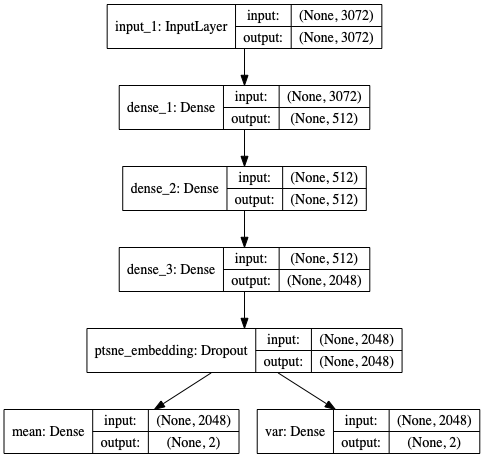 input_1: InputLayer input: (None, 3072)
output: (None, 3072)
dense_1: Dense input: (None, 3072)
output: (None, 512)
dense_2: Dense input: (None, 512)
output: (None, 512)
dense_3: Dense input: (None, 512)
output: (None, 2048)
ptsne_embedding: Dropout input: (None, 2048)
output: (None, 2048)
mean: Dense input: (None, 2048)
output: (None, 2)
var: Dense input: (None, 2048)
output: (None, 2)